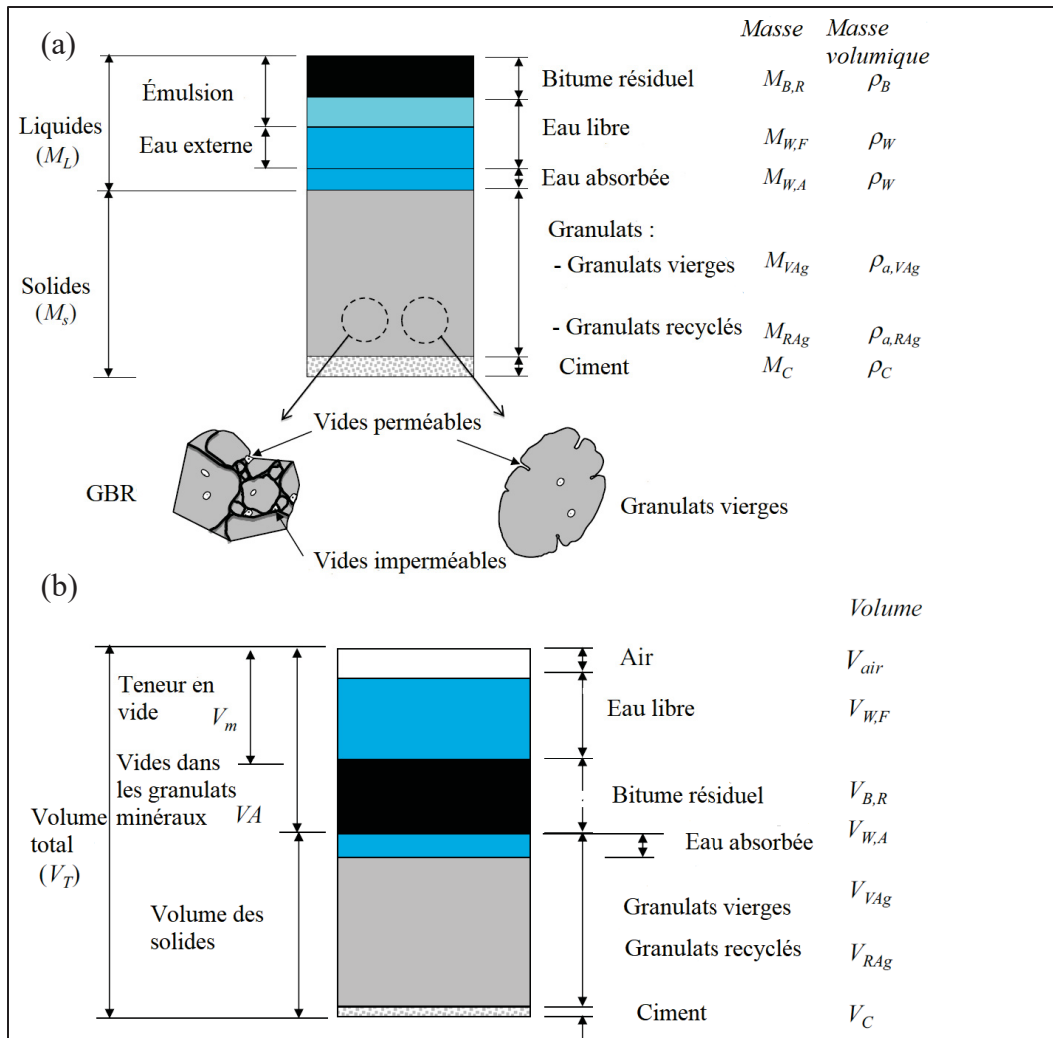 (a)
Masse
Masse
volumique
Bitume résiduel
M_{B,R}
ρ_B
Émulsion
Liquides
(M_L)
Eau libre
M_{W,F}
ρ_W
Eau externe
Eau absorbée
M_{W,A}
ρ_W
Granulats :
- Granulats vierges
M_{VAg}
ρ_{a,VAg}
Solides
(M_s)
- Granulats recyclés
M_{RAg}
ρ_{a,RAg}
Ciment
M_C
ρ_C
Vides perméables
GBR
Granulats vierges
Vides imperméables
(b)
Volume
Air
V_{air}
Teneur en
vide
V_m
Eau libre
V_{W,F}
Vides dans
les granulats
minéraux
VA
Bitume résiduel
V_{B,R}
Volume
total
(V_T)
Eau absorbée
V_{W,A}
Granulats vierges
V_{VAg}
Volume des
solides
Granulats recyclés
V_{RAg}
Ciment
V_C